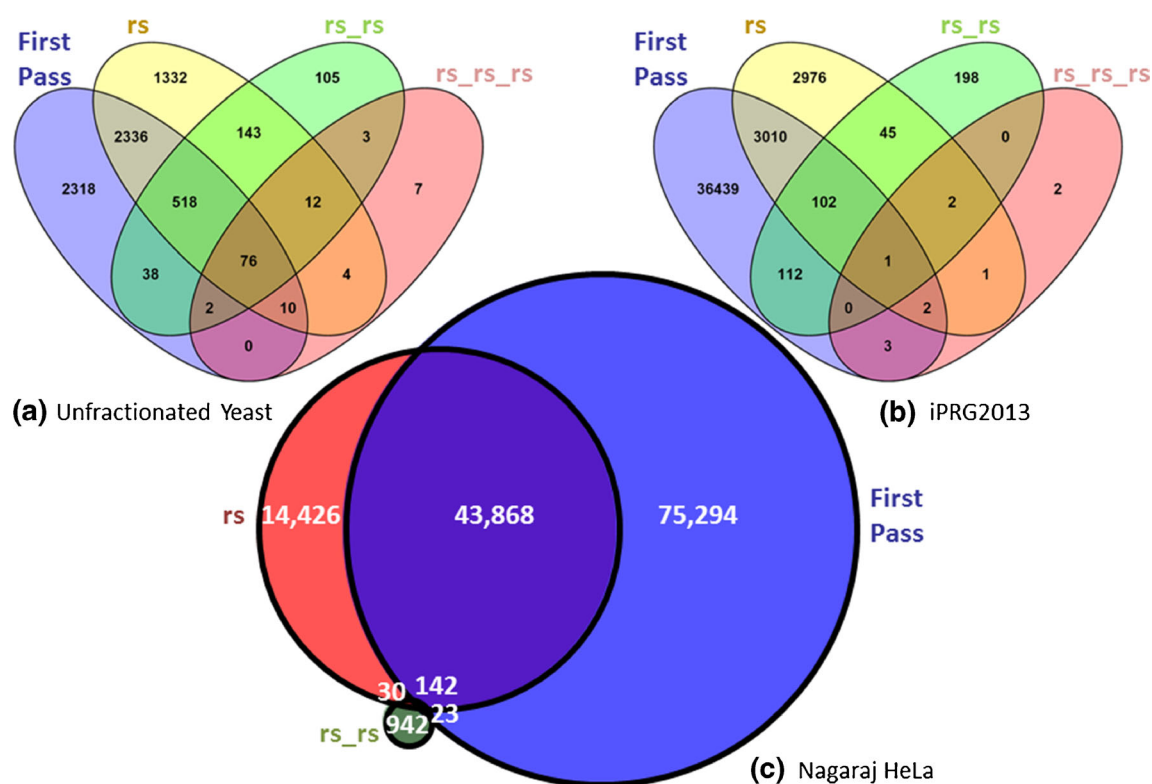 First
Pass
rs
rs_rs
rs_rs_rs
1332
105
2336
143
3
2318
518
12
7
38
76
4
2
10
0
(a) Unfractionated Yeast
First
Pass
rs
rs_rs
rs_rs_rs
2976
198
3010
45
0
36439
102
2
2
112
1
1
0
2
3
(b) iPRG2013
rs
14,426
43,868
75,294
First
Pass
30
142
23
942
rs_rs
(c) Nagaraj HeLa